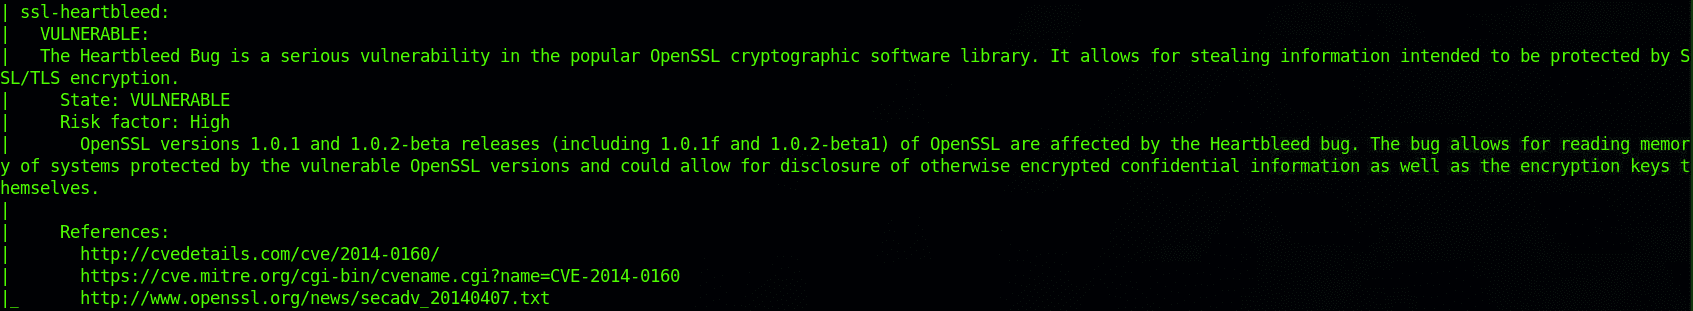 | ssl-heartbleed:
|   VULNERABLE:
|   The Heartbleed Bug is a serious vulnerability in the popular OpenSSL cryptographic software library. It allows for stealing information intended to be protected by S
SL/TLS encryption.
|     State: VULNERABLE
|     Risk factor: High
|       OpenSSL versions 1.0.1 and 1.0.2-beta releases (including 1.0.1f and 1.0.2-beta1) of OpenSSL are affected by the Heartbleed bug. The bug allows for reading memor
y of systems protected by the vulnerable OpenSSL versions and could allow for disclosure of otherwise encrypted confidential information as well as the encryption keys t
hemselves.
|
|     References:
|       http://cvedetails.com/cve/2014-0160/
|       https://cve.mitre.org/cgi-bin/cvename.cgi?name=CVE-2014-0160
|_      http://www.openssl.org/news/secadv_20140407.txt